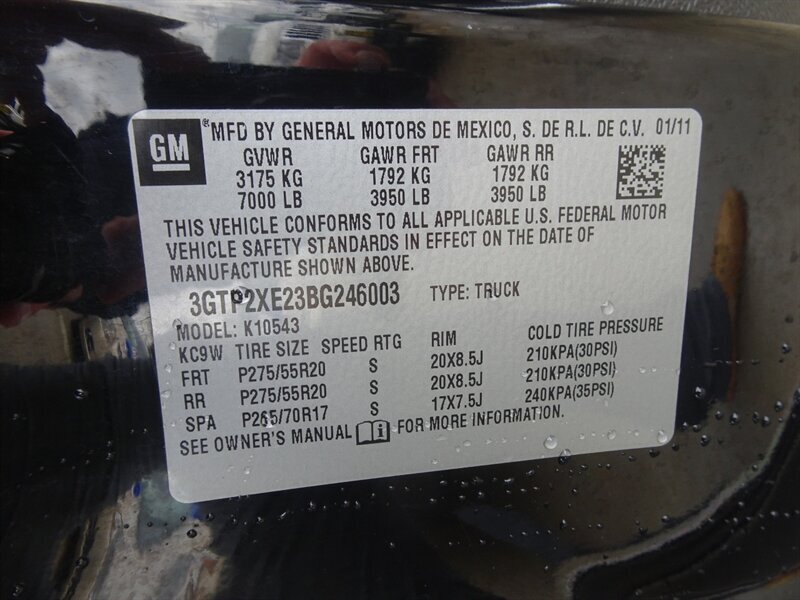 GM ®MFD BY GENERAL MOTORS DE MEXICO, S. DE R.L. DE C.V. 01/11
GVWR GAWR FRT GAWR RR
3175 KG 1792 KG 1792 KG
7000 LB 3950 LB 3950 LB
THIS VEHICLE CONFORMS TO ALL APPLICABLE U.S. FEDERAL MOTOR
VEHICLE SAFETY STANDARDS IN EFFECT ON THE DATE OF
MANUFACTURE SHOWN ABOVE.
3GTP2XE23BG246003 TYPE: TRUCK
MODEL: K10543
KC9W TIRE SIZE SPEED RTG RIM COLD TIRE PRESSURE
FRT P275/55R20 S 20X8.5J 210KPA(30PSI)
RR P275/55R20 S 20X8.5J 210KPA(30PSI)
SPA P265/70R17 S 17X7.5J 240KPA(35PSI)
SEE OWNER'S MANUAL FOR MORE INFORMATION.